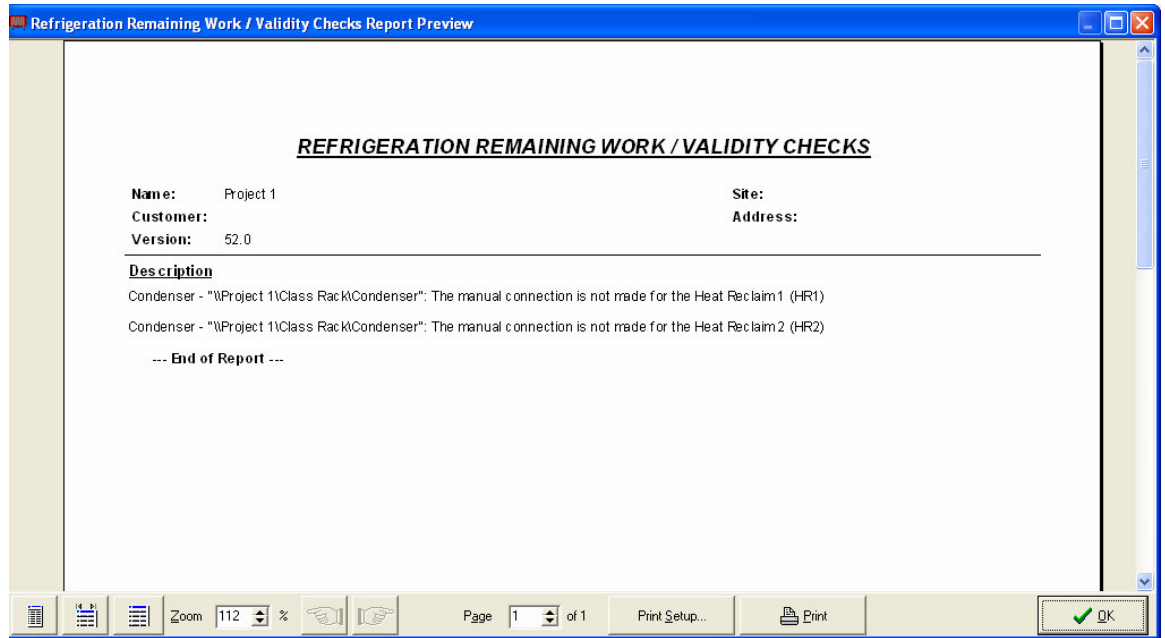 Refrigeration Remaining Work / Validity Checks Report Preview
REFRIGERATION REMAINING WORK / VALIDITY CHECKS
Name: Project 1 Site:
Customer: Address:
Version: 52.0
Description
Condenser - "\\Project 1\Class Rack\Condenser": The manual connection is not made for the Heat Reclaim1 (HR1)
Condenser - "\\Project 1\Class Rack\Condenser": The manual connection is not made for the Heat Reclaim2 (HR2)
--- End of Report ---
Zoom 112 % Page 1 of 1 Print Setup... Print OK